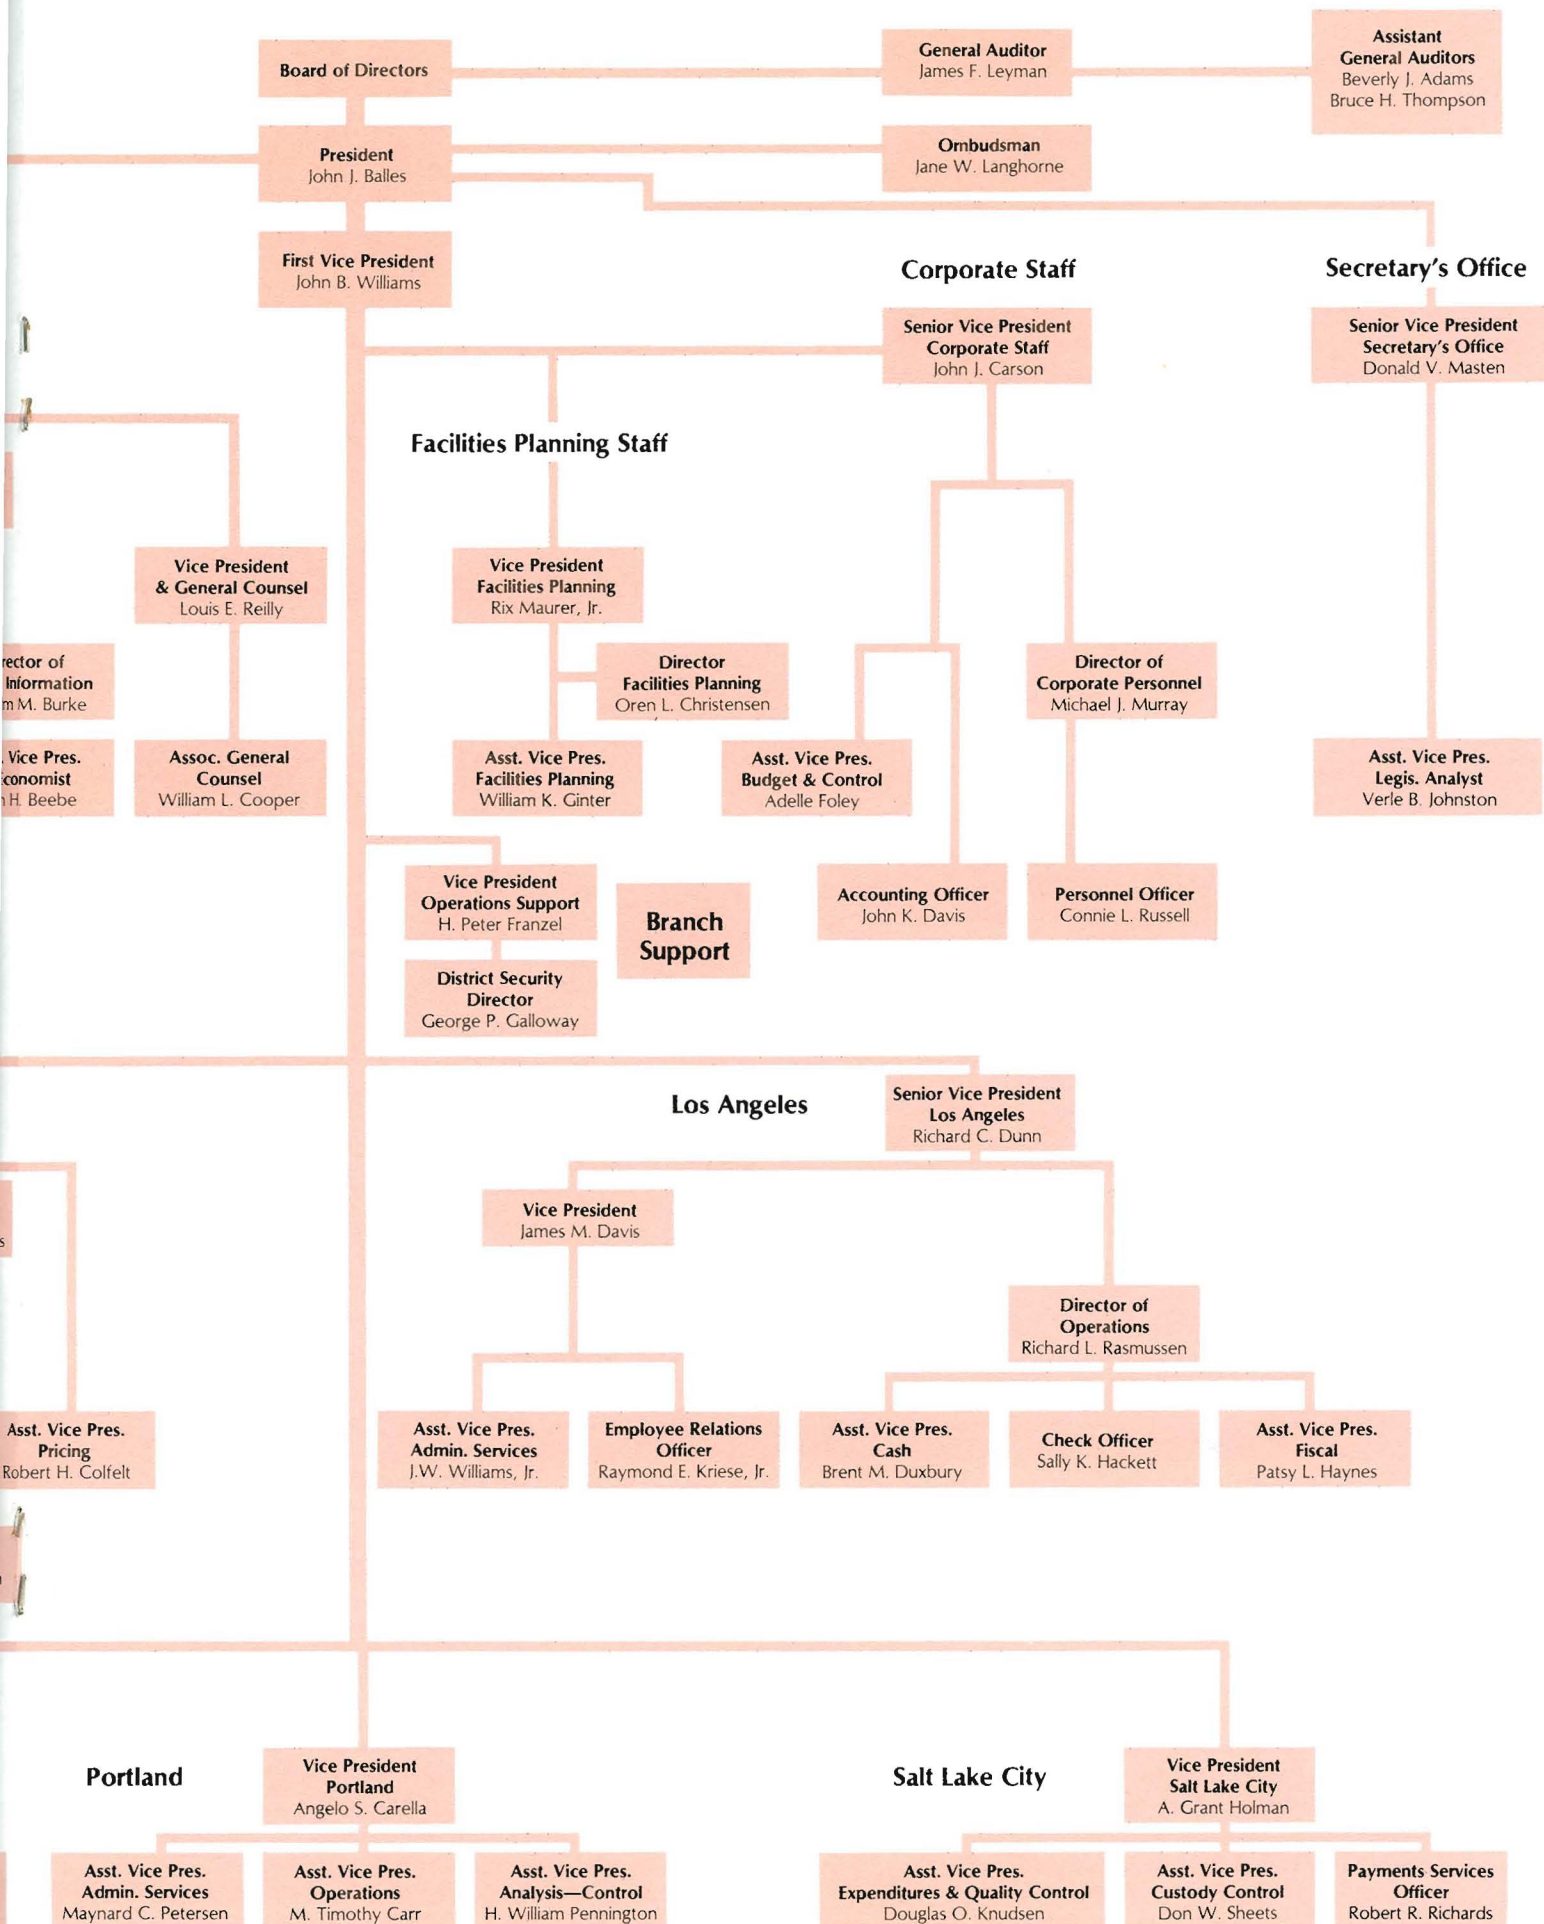 Board of Directors
General Auditor
James F. Leyman
Assistant
General Auditors
Beverly J. Adams
Bruce H. Thompson
President
John J. Balles
Ombudsman
Jane W. Langhorne
First Vice President
John B. Williams
Corporate Staff
Secretary's Office
Senior Vice President
Corporate Staff
John J. Carson
Senior Vice President
Secretary's Office
Donald V. Masten
Facilities Planning Staff
Vice President
& General Counsel
Louis E. Reilly
Vice President
Facilities Planning
Rix Maurer, Jr.
of
Information
M. Burke
Director
Facilities Planning
Oren L. Christensen
Director of
Corporate Personnel
Michael J. Murray
Vice Pres.
H. Beebe
Assoc. General
Counsel
William L. Cooper
Asst. Vice Pres.
Facilities Planning
William K. Ginter
Asst. Vice Pres.
Budget & Control
Adelle Foley
Asst. Vice Pres.
Legis. Analyst
Verle B. Johnston
Vice President
Operations Support
H. Peter Franzel
Branch
Support
Accounting Officer
John K. Davis
Personnel Officer
Connie L. Russell
District Security
Director
George P. Galloway
Los Angeles
Senior Vice President
Los Angeles
Richard C. Dunn
Vice President
James M. Davis
Director of
Operations
Richard L. Rasmussen
Asst. Vice Pres.
Pricing
Robert H. Colfelt
Asst. Vice Pres.
Admin. Services
J.W. Williams, Jr.
Employee Relations
Officer
Raymond E. Kriese, Jr.
Asst. Vice Pres.
Cash
Brent M. Duxbury
Check Officer
Sally K. Hackett
Asst. Vice Pres.
Fiscal
Patsy L. Haynes
Portland
Vice President
Portland
Angelo S. Carella
Salt Lake City
Vice President
Salt Lake City
A. Grant Holman
Asst. Vice Pres.
Admin. Services
Maynard C. Petersen
Asst. Vice Pres.
Operations
M. Timothy Carr
Asst. Vice Pres.
Analysis—Control
H. William Pennington
Asst. Vice Pres.
Expenditures & Quality Control
Douglas O. Knudsen
Asst. Vice Pres.
Custody Control
Don W. Sheets
Payments Services
Officer
Robert R. Richards